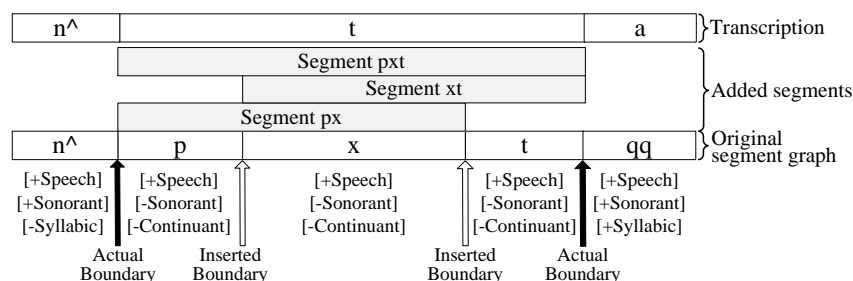 n^ t a Transcription
Segment pxt
Segment xt
Added segments
Segment px
n^ p x t qq Original
segment graph
[+Speech] [+Speech] [+Speech] [+Speech] [+Speech]
[+Sonorant] [-Sonorant] [-Sonorant] [-Sonorant] [+Sonorant]
[-Syllabic] [-Continuant] [-Continuant] [-Continuant] [+Syllabic]
Actual Inserted Inserted Actual
Boundary Boundary Boundary Boundary